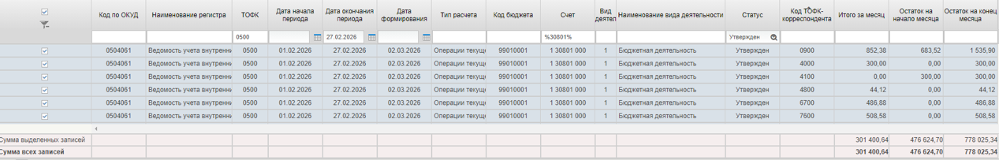 Код по ОКУД Наименование регистра ТОФК Дата начала периода Дата окончания периода Дата формирования Тип расчета Код бюджета Счет Вид деятел Наименование вида деятельности Статус Код ТОФК-корреспондента Итого за месяц Остаток на начало месяца Остаток на конец месяца
0500 27.02.2026 %30801% Утвержден
0504061 Ведомость учета внутренни 0500 01.02.2026 27.02.2026 02.03.2026 Операции текуще 99010001 1 30801 000 1 Бюджетная деятельность Утвержден 0900 852,38 683,52 1 535,90
0504061 Ведомость учета внутренни 0500 01.02.2026 27.02.2026 02.03.2026 Операции текуще 99010001 1 30801 000 1 Бюджетная деятельность Утвержден 4000 300,00 0,00 300,00
0504061 Ведомость учета внутренни 0500 01.02.2026 27.02.2026 02.03.2026 Операции текуще 99010001 1 30801 000 1 Бюджетная деятельность Утвержден 4100 0,00 300,00 300,00
0504061 Ведомость учета внутренни 0500 01.02.2026 27.02.2026 02.03.2026 Операции текуще 99010001 1 30801 000 1 Бюджетная деятельность Утвержден 4800 44,12 0,00 44,12
0504061 Ведомость учета внутренни 0500 01.02.2026 27.02.2026 02.03.2026 Операции текуще 99010001 1 30801 000 1 Бюджетная деятельность Утвержден 6700 486,88 0,00 486,88
0504061 Ведомость учета внутренни 0500 01.02.2026 27.02.2026 02.03.2026 Операции текуще 99010001 1 30801 000 1 Бюджетная деятельность Утвержден 7600 508,58 0,00 508,58
Сумма выделенных записей 301 400,64 476 624,70 778 025,34
Сумма всех записей 301 400,64 476 624,70 778 025,34